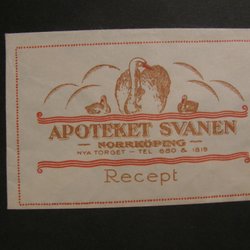 APOTEKET SVANEN
— NORRKÖPING —
NYA TORGET – TEL 680 & 1819
Recept